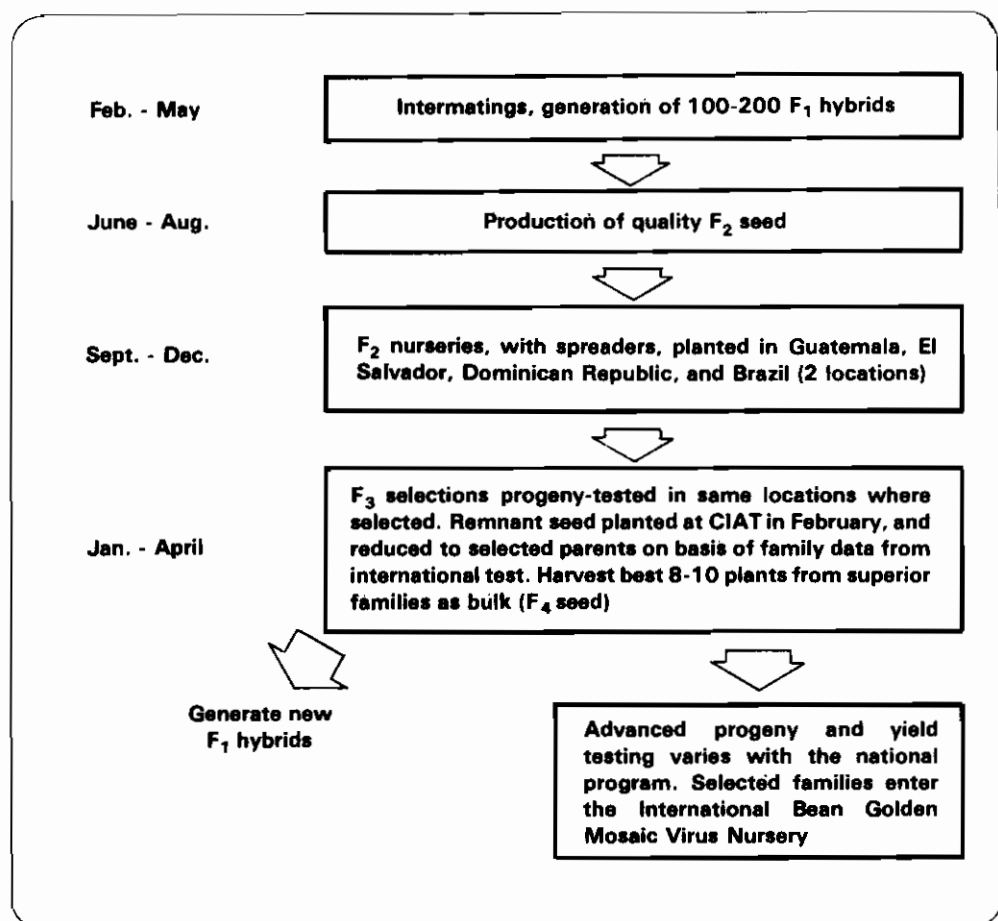 Feb. - May
Intermatings, generation of 100-200 F₁ hybrids
June - Aug.
Production of quality F₂ seed
Sept. - Dec.
F₂ nurseries, with spreaders, planted in Guatemala, El
Salvador, Dominican Republic, and Brazil (2 locations)
Jan. - April
F₃ selections progeny-tested in same locations where
selected. Remnant seed planted at CIAT in February, and
reduced to selected parents on basis of family data from
international test. Harvest best 8-10 plants from superior
families as bulk (F₄ seed)
Generate new
F₁ hybrids
Advanced progeny and yield
testing varies with the national
program. Selected families enter
the International Bean Golden
Mosaic Virus Nursery